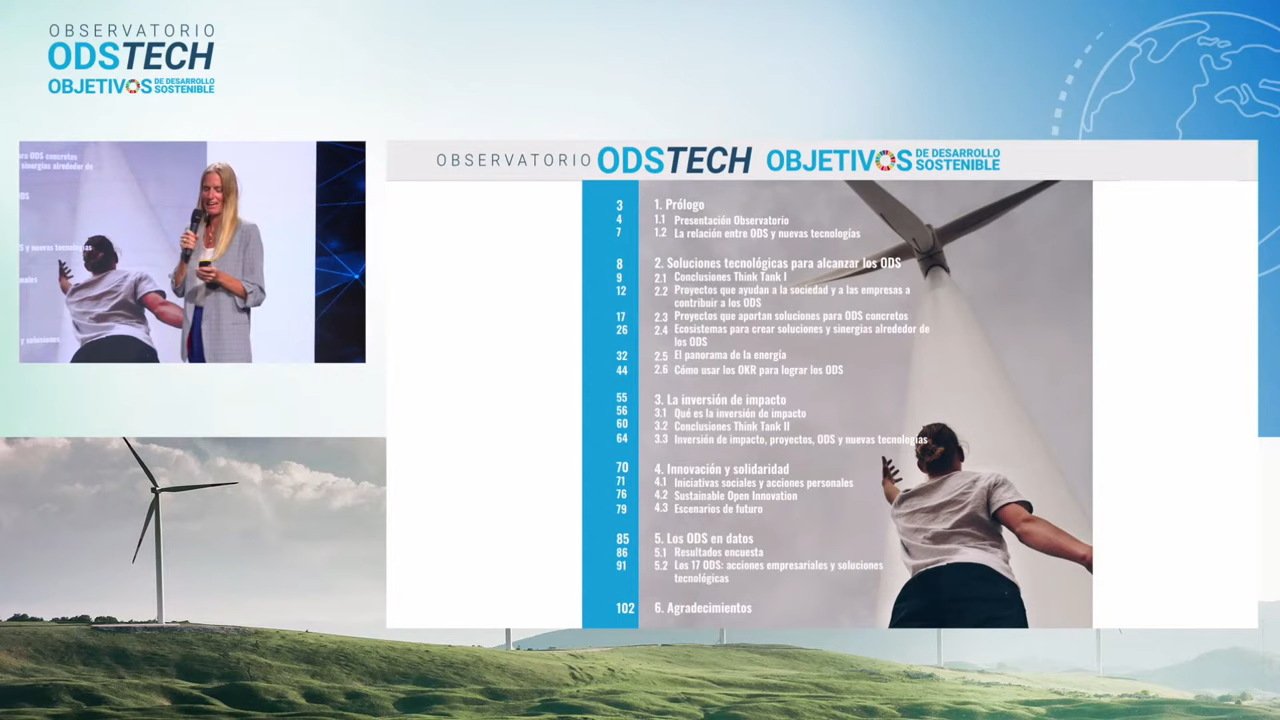 OBSERVATORIO
ODSTECH
OBJETIVOS DE DESARROLLO SOSTENIBLE
ODS concretos
sinergias alrededor de
ODS
S y nuevas tecnologías
y soluciones
OBSERVATORIO ODSTECH OBJETIVOS DE DESARROLLO SOSTENIBLE
3 1. Prólogo
4 1.1 Presentación Observatorio
7 1.2 La relación entre ODS y nuevas tecnologías
8 2. Soluciones tecnológicas para alcanzar los ODS
9 2.1 Conclusiones Think Tank I
12 2.2 Proyectos que ayudan a la sociedad y a las empresas a
contribuir a los ODS
17 2.3 Proyectos que aportan soluciones para ODS concretos
26 2.4 Ecosistemas para crear soluciones y sinergias alrededor de
los ODS
32 2.5 El panorama de la energía
44 2.6 Cómo usar los OKR para lograr los ODS
55 3. La inversión de impacto
56 3.1 Qué es la inversión de impacto
60 3.2 Conclusiones Think Tank II
64 3.3 Inversión de impacto, proyectos, ODS y nuevas tecnologías
70 4. Innovación y solidaridad
71 4.1 Iniciativas sociales y acciones personales
76 4.2 Sustainable Open Innovation
79 4.3 Escenarios de futuro
85 5. Los ODS en datos
86 5.1 Resultados encuesta
91 5.2 Los 17 ODS: acciones empresariales y soluciones
tecnológicas
102 6. Agradecimientos